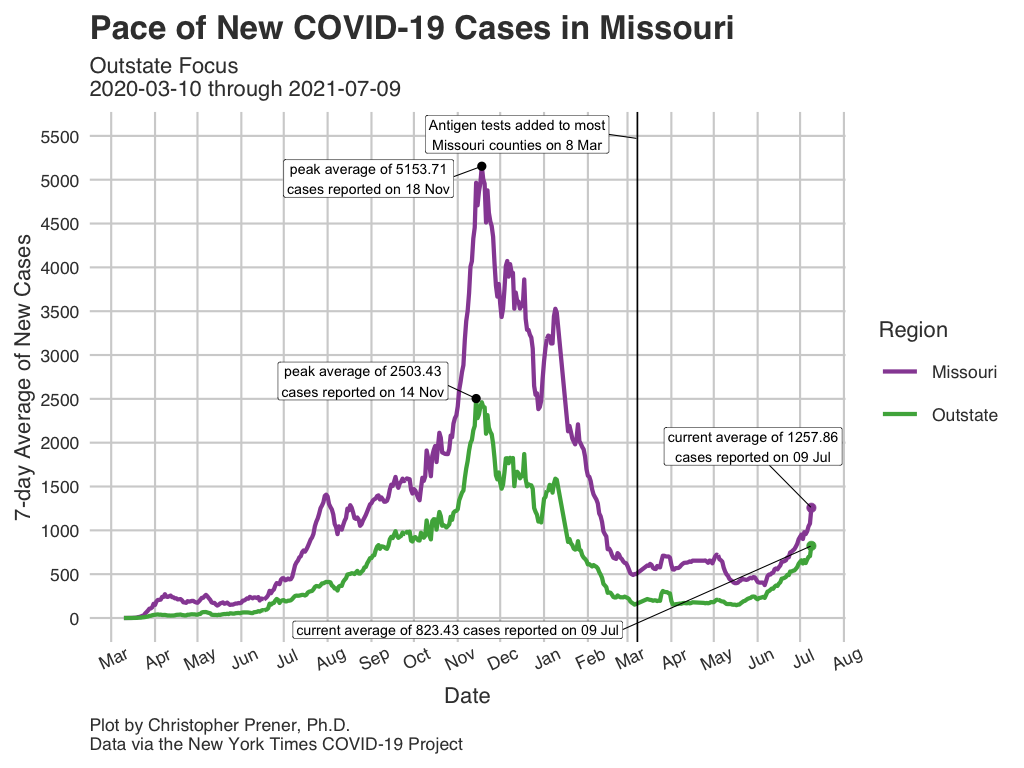 Pace of New COVID-19 Cases in Missouri
Outstate Focus
2020-03-10 through 2021-07-09
7-day Average of New Cases
5500
5000
4500
4000
3500
3000
2500
2000
1500
1000
500
0
Antigen tests added to most
Missouri counties on 8 Mar
peak average of 5153.71
cases reported on 18 Nov
peak average of 2503.43
cases reported on 14 Nov
current average of 1257.86
cases reported on 09 Jul
current average of 823.43 cases reported on 09 Jul
Region
Missouri
Outstate
Mar Apr May Jun Jul Aug Sep Oct Nov Dec Jan Feb Mar Apr May Jun Jul Aug
Date
Plot by Christopher Prener, Ph.D.
Data via the New York Times COVID-19 Project